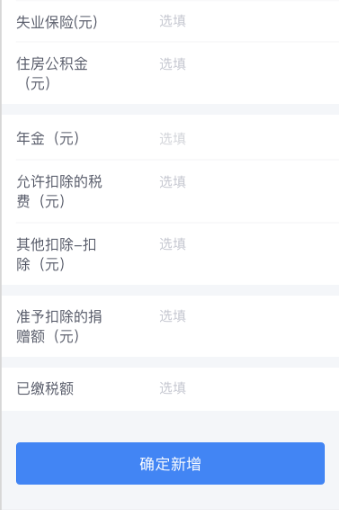 失业保险(元)
选填
住房公积金
（元）
选填
年金（元）
选填
允许扣除的税
费（元）
选填
其他扣除-扣
除（元）
选填
准予扣除的捐
赠额（元）
选填
已缴税额
选填
确定新增